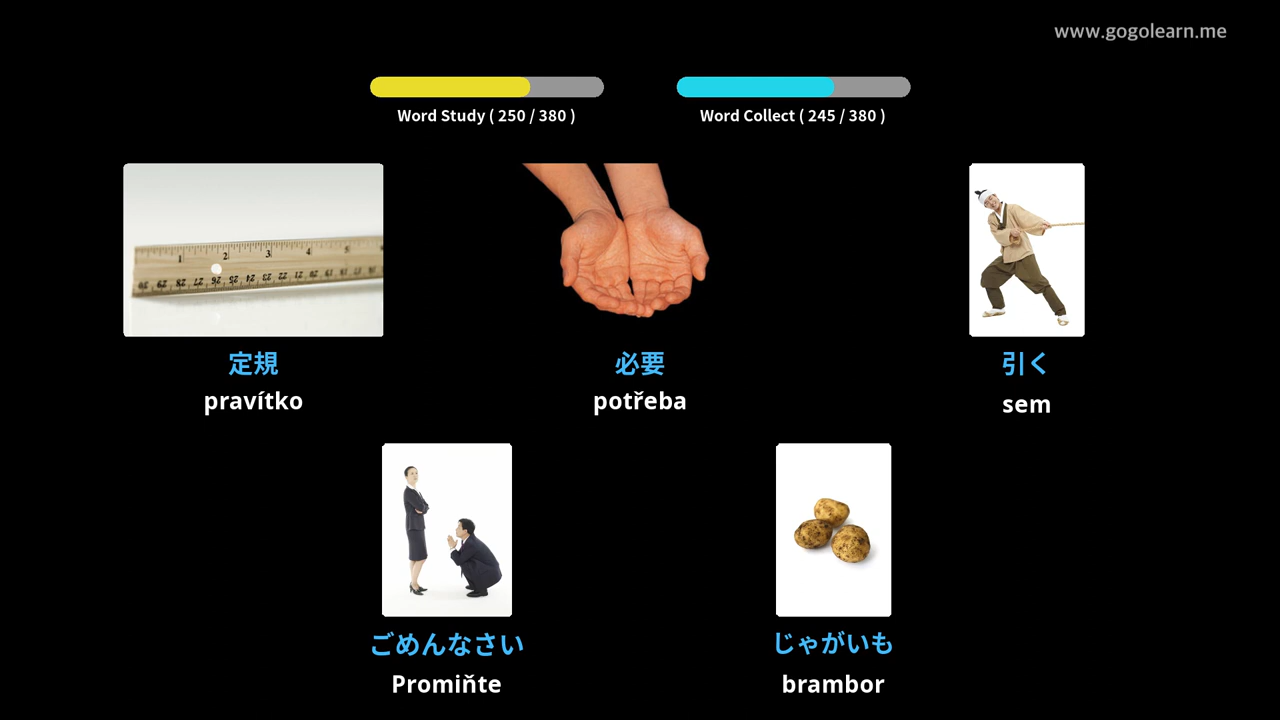 www.gogolearn.me
Word Study ( 250 / 380 )
Word Collect ( 245 / 380 )
定規
pravítko
必要
potřeba
引く
sem
ごめんなさい
Promiňte
じゃがいも
brambor